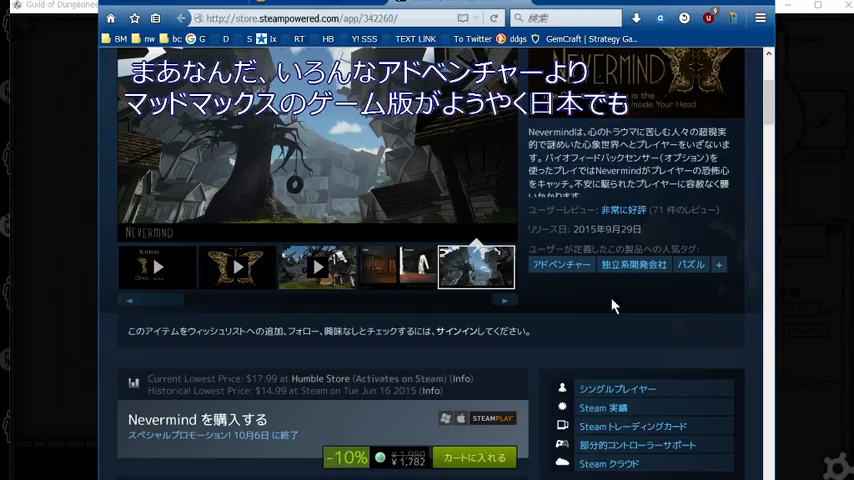 Guild of Dungeoneer
http://store.steampowered.com/app/342260/
検索
BM
nw
bc
G
D
S
Ix
RT
HB
Y! SSS
TEXT LINK
To Twitter
ddgs
GemCraft | Strategy Ga..
まあなんだ、いろんなアドベンチャーより
マッドマックスのゲーム版がようやく日本でも
NEVERMIND
Inside Your Head
Nevermindは、心のトラウマに苦しむ人々の超現実
的で謎めいた心象世界へとプレイヤーをいざないま
す。 バイオフィードバックセンサー(オプション)を
使ったプレイではNevermindがプレイヤーの恐怖心
をキャッチ。不安に駆られたプレイヤーに容赦なく襲
いかかります
ユーザーレビュー: 非常に好評 (71 件のレビュー)
リリース日: 2015年9月29日
ユーザーが定義したこの製品への人気タグ:
アドベンチャー 独立系開発会社 パズル +
NEVERMIND
このアイテムをウィッシュリストへの追加、フォロー、興味なしとチェックするには、サインインしてください。
Current Lowest Price: $17.99 at Humble Store (Activates on Steam) (Info)
Historical Lowest Price: $14.99 at Steam on Tue Jun 16 2015 (Info)
Nevermind を購入する
STEAMPLAY
スペシャルプロモーション! 10月6日 に終了
-10%
¥ 1,980
¥ 1,782
カートに入れる
シングルプレイヤー
Steam 実績
Steam トレーディングカード
部分的コントローラサポート
Steam クラウド